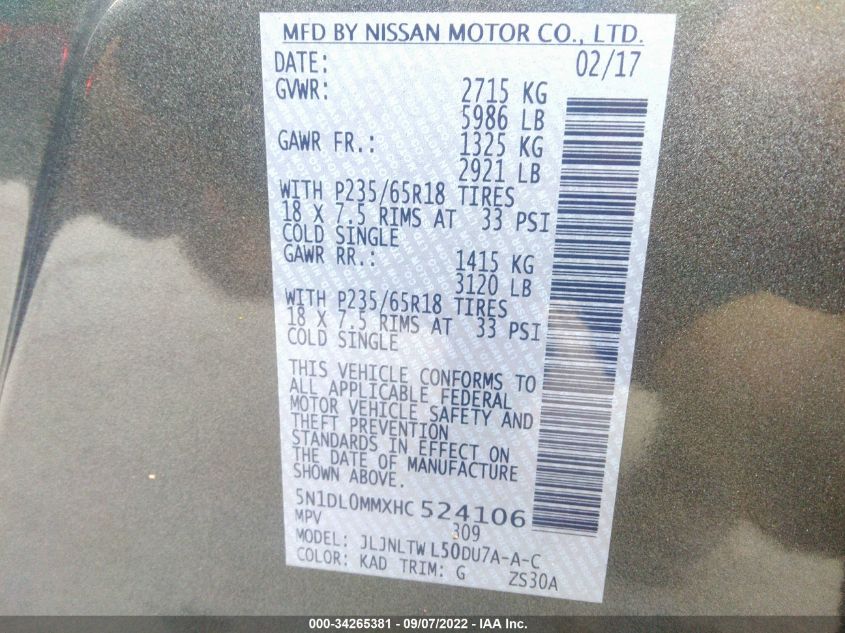 MFD BY NISSAN MOTOR CO., LTD.
DATE: 02/17
GVWR: 2715 KG
5986 LB
GAWR FR.: 1325 KG
2921 LB
WITH P235/65R18 TIRES
18 X 7.5 RIMS AT 33 PSI
COLD SINGLE
GAWR RR.: 1415 KG
3120 LB
WITH P235/65R18 TIRES
18 X 7.5 RIMS AT 33 PSI
COLD SINGLE
THIS VEHICLE CONFORMS TO
ALL APPLICABLE FEDERAL
MOTOR VEHICLE SAFETY AND
THEFT PREVENTION
STANDARDS IN EFFECT ON
THE DATE OF MANUFACTURE
SHOWN ABOVE.
5N1DL0MMXHC 524106
MPV 309
MODEL: JLJNLTW L50DU7A-A-C
COLOR: KAD TRIM: G ZS30A
000-34265381 - 09/07/2022 - IAA Inc.